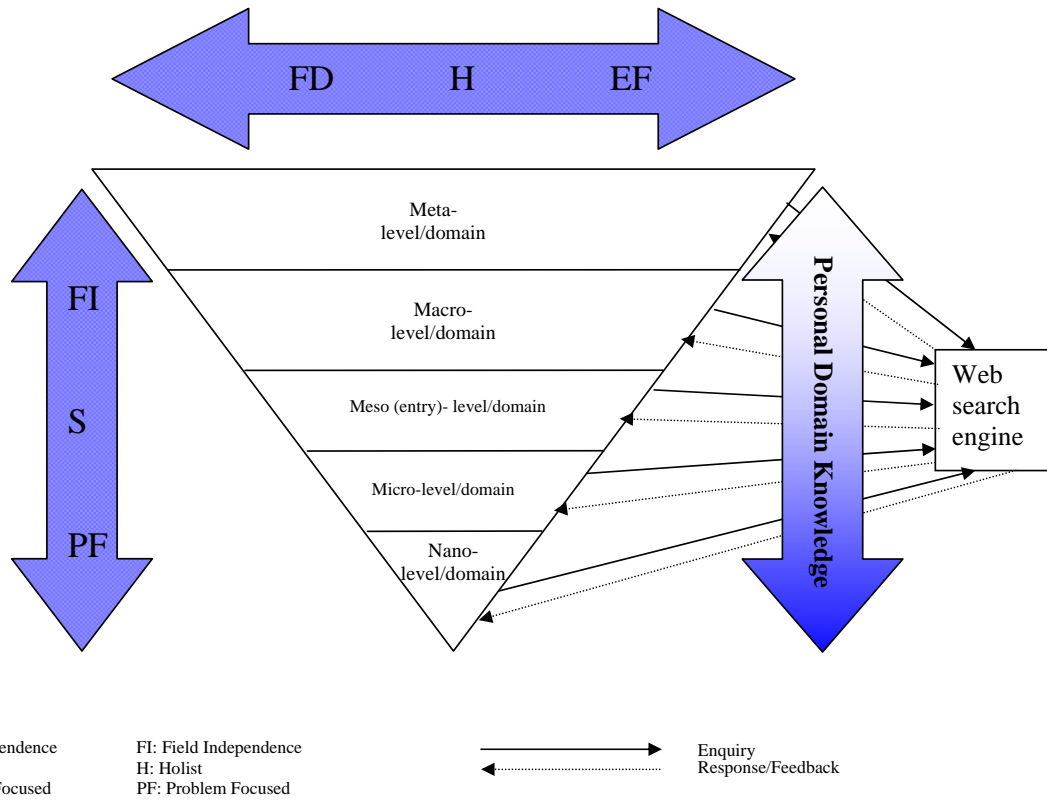 FD H EF
Meta-
level/domain
Macro-
level/domain
Meso (entry)- level/domain
Micro-level/domain
Nano-
level/domain
FI
S
PF
Personal Domain Knowledge
Web
search
engine
endence FI: Field Independence
H: Holist
ocused PF: Problem Focused
Enquiry
Response/Feedback